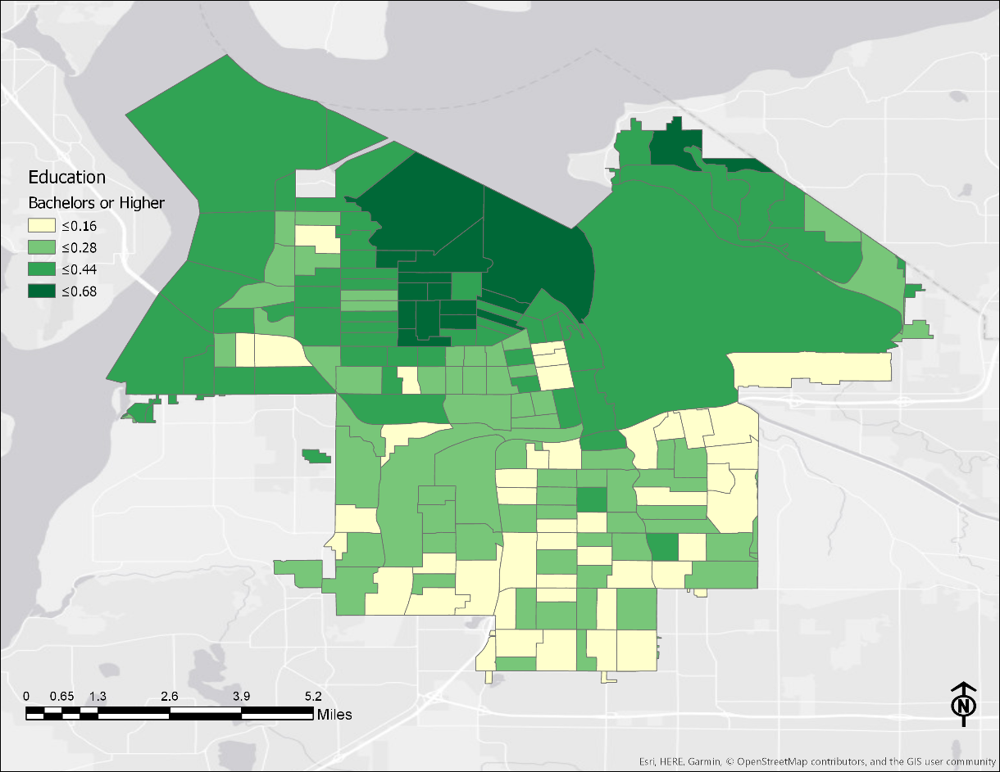 Education
Bachelors or Higher
≤0.16
≤0.28
≤0.44
≤0.68
0 0.65 1.3 2.6 3.9 5.2
Miles
N
Esri, HERE, Garmin, © OpenStreetMap contributors, and the GIS user community